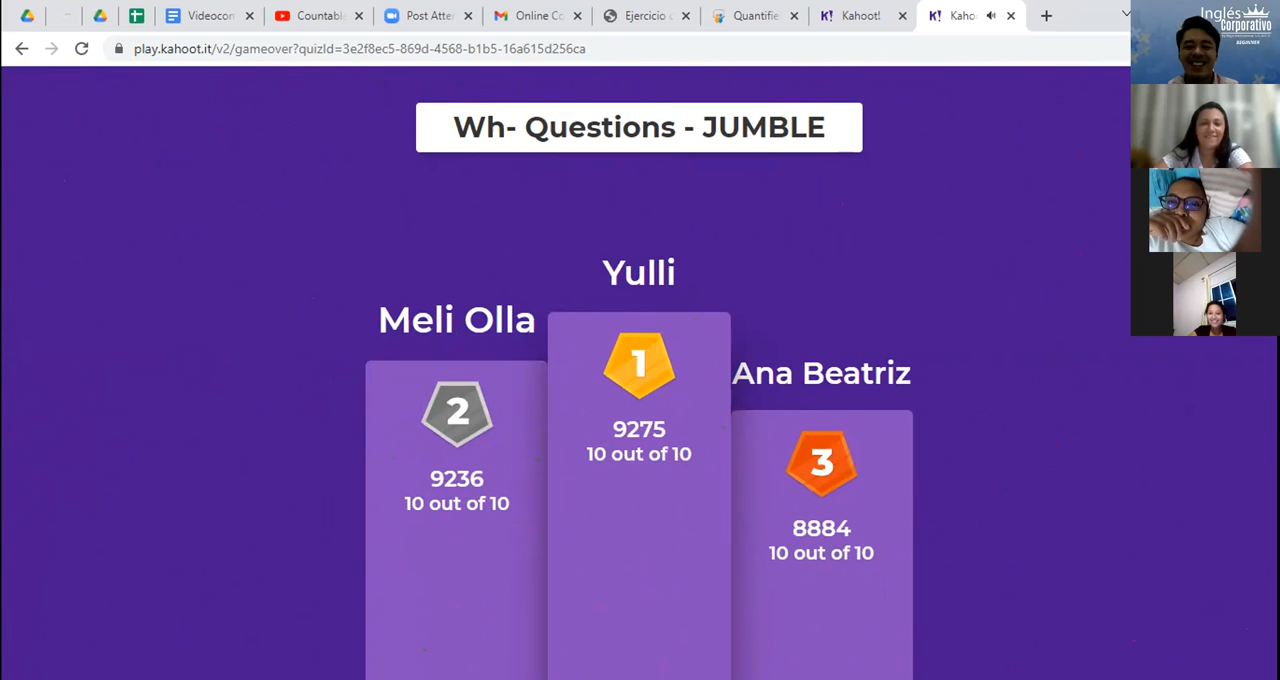 Videocon
Countabl
Post Atte
Online Co
Ejercicio c
Quantifie
Kahoot!
Kaho
play.kahoot.it/v2/gameover?quizId=3e2f8ec5-869d-4568-b1b5-16a615d256ca
Inglés
Corporativo
BEGINNER
Wh- Questions - JUMBLE
Yulli
Meli Olla
1
Ana Beatriz
2
9275
10 out of 10
3
9236
10 out of 10
8884
10 out of 10